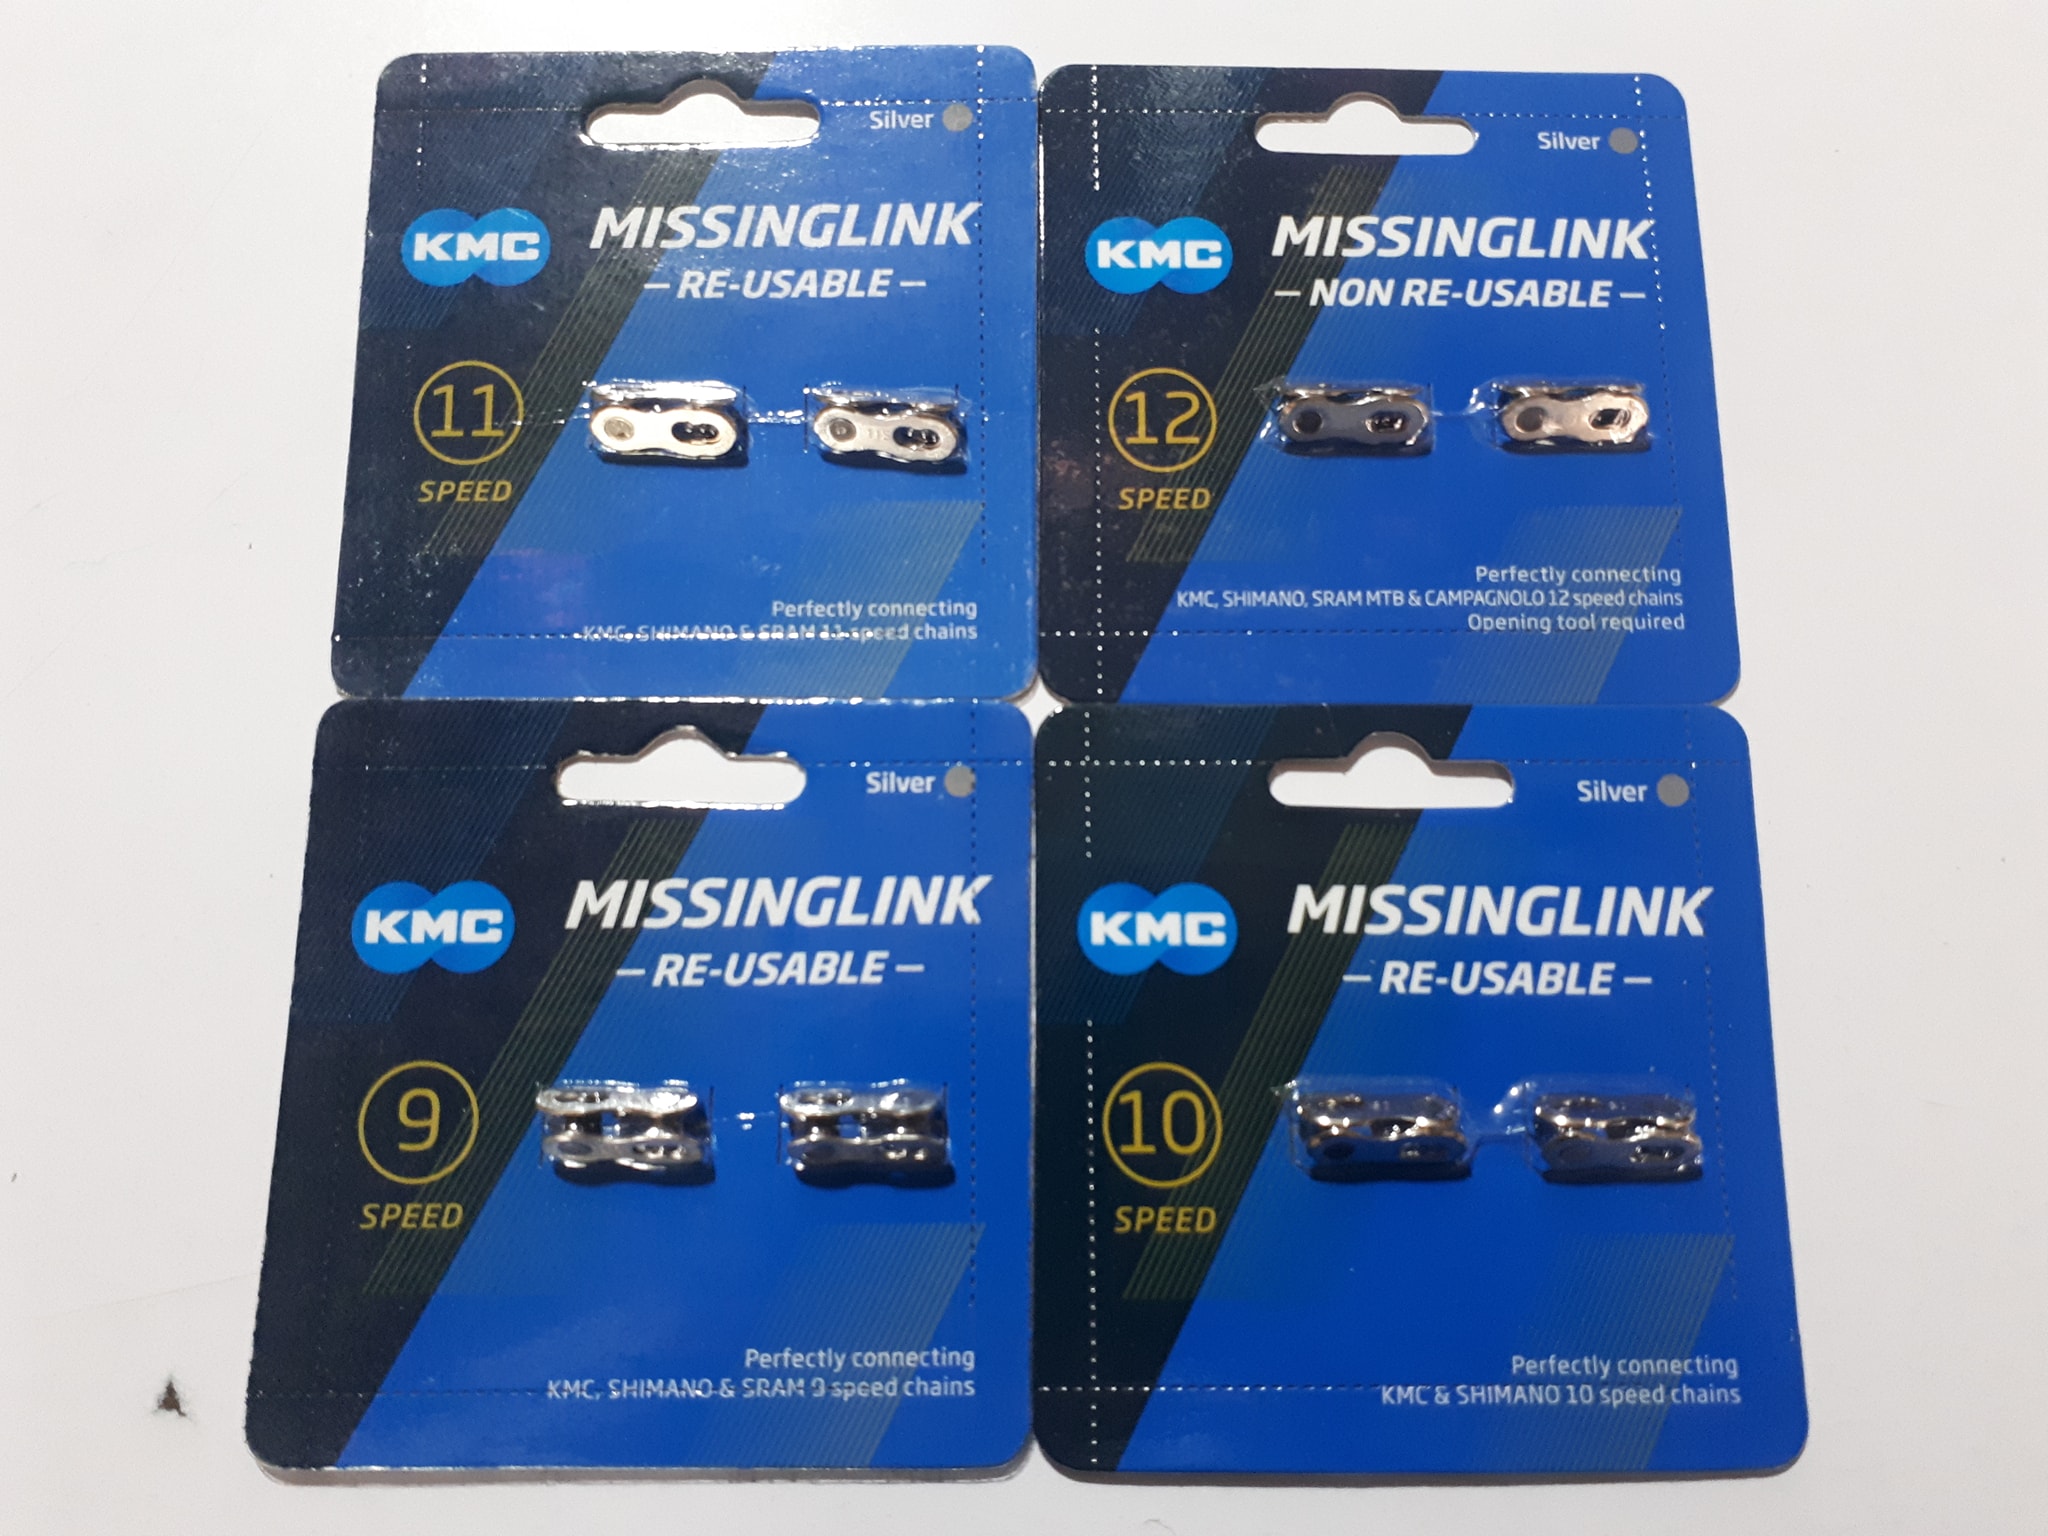 Silver
KMC
MISSINGLINK
– RE-USABLE –
11
SPEED
Perfectly connecting
KMC, SHIMANO & SRAM 11 speed chains
Silver
KMC
MISSINGLINK
– NON RE-USABLE –
12
SPEED
Perfectly connecting
KMC, SHIMANO, SRAM MTB & CAMPAGNOLO 12 speed chains
Opening tool required
Silver
KMC
MISSINGLINK
– RE-USABLE –
9
SPEED
Perfectly connecting
KMC, SHIMANO & SRAM 9 speed chains
Silver
KMC
MISSINGLINK
– RE-USABLE –
10
SPEED
Perfectly connecting
KMC & SHIMANO 10 speed chains